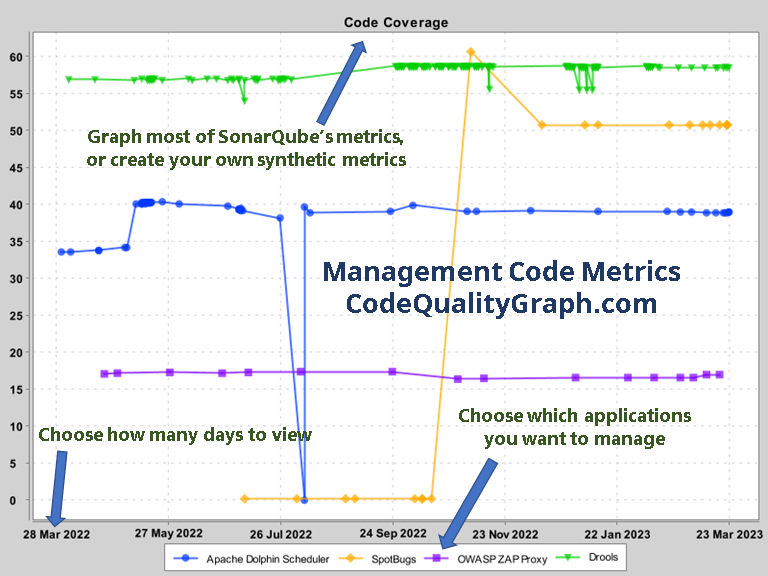 Code Coverage
60
55
50
45
40
35
30
25
20
15
10
5
0
Graph most of SonarQube's metrics,
or create your own synthetic metrics
Management Code Metrics
CodeQualityGraph.com
Choose how many days to view
Choose which applications
you want to manage
28 Mar 2022 27 May 2022 26 Jul 2022 24 Sep 2022 23 Nov 2022 22 Jan 2023 23 Mar 2023
Apache Dolphin Scheduler SpotBugs OWASP ZAP Proxy Drools